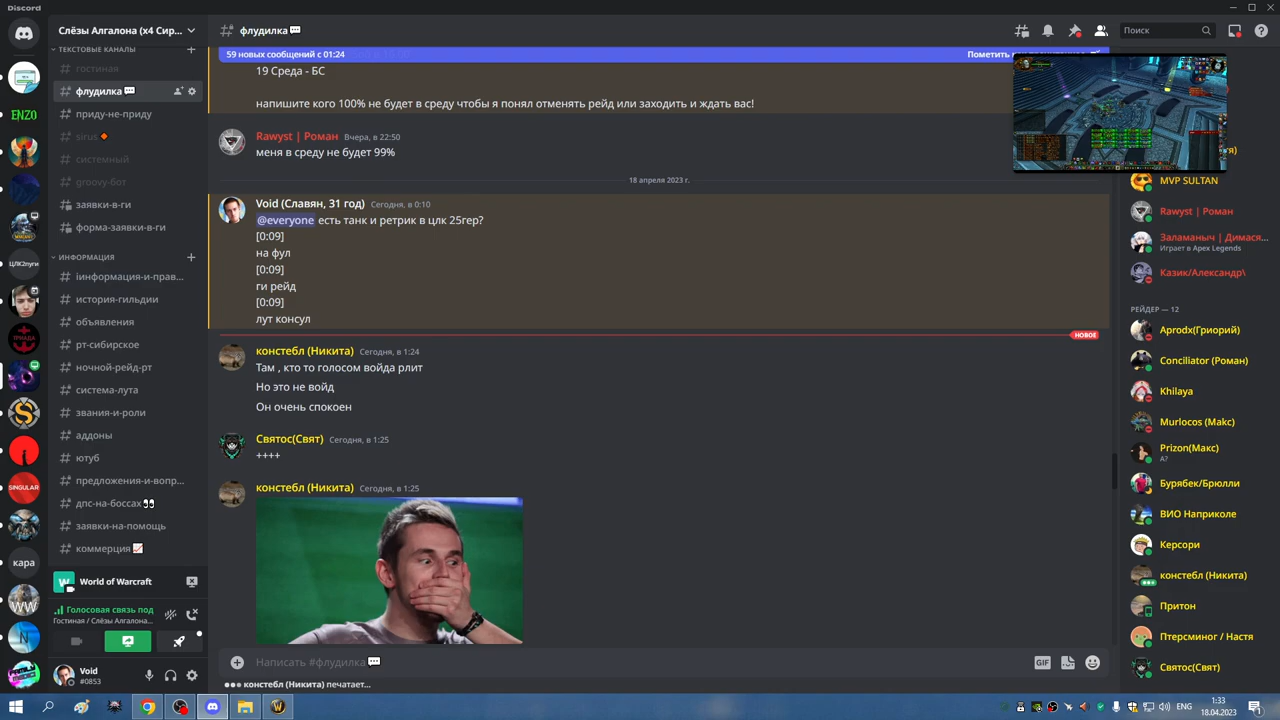 Discord
Слёзы Алгалона (x4 Сир...
флудилка
Поиск
ТЕКСТОВЫЕ КАНАЛЫ
гостиная
флудилка
приду-не-приду
sirus
системный
groovy-бот
заявки-в-ги
форма-заявки-в-ги
ИНФОРМАЦИЯ
іинформация-и-прав...
история-гильдии
объявления
рт-сибирское
ночной-рейд-рт
система-лута
звания-и-роли
аддоны
ютуб
предложения-и-вопр...
дпс-на-боссах
заявки-на-помощь
коммерция
World of Warcraft
Голосовая связь под
Гостиная / Слёзы Алгалона...
Void
#0853
ENZO
ЦЛК2пуги
ТРИАДА
SINGULAR
кара
WW
N
59 новых сообщений с 01:24
19 Среда - БС
напишите кого 100% не будет в среду чтобы я понял отменять рейд или заходить и ждать вас!
Rawyst | Роман Вчера, в 22:50
меня в среду не будет 99%
18 апреля 2023 г.
Void (Славян, 31 год) Сегодня, в 0:10
@everyone есть танк и ретрик в цлк 25гер?
[0:09]
на фул
[0:09]
ги рейд
[0:09]
лут консул
НОВОЕ
констебл (Никита) Сегодня, в 1:24
Там , кто то голосом войда рлит
Но это не войд
Он очень спокоен
Святос(Свят) Сегодня, в 1:25
++++
констебл (Никита) Сегодня, в 1:25
Написать #флудилка
GIF
констебл (Никита) печатает...
MVP SULTAN
Rawyst | Роман
Заламаныч | Димася...
Играет в Apex Legends
Казик/Александр\
РЕЙДЕР — 12
Aprodx(Гриорий)
Conciliator (Роман)
Khilaya
Murlocos (Макс)
Prizon(Макс)
А?
Бурябек/Брюлли
ВИО Наприколе
Керсори
констебл (Никита)
Притон
Птерсминог / Настя
Святос(Свят)
ENG
1:33
18.04.2023